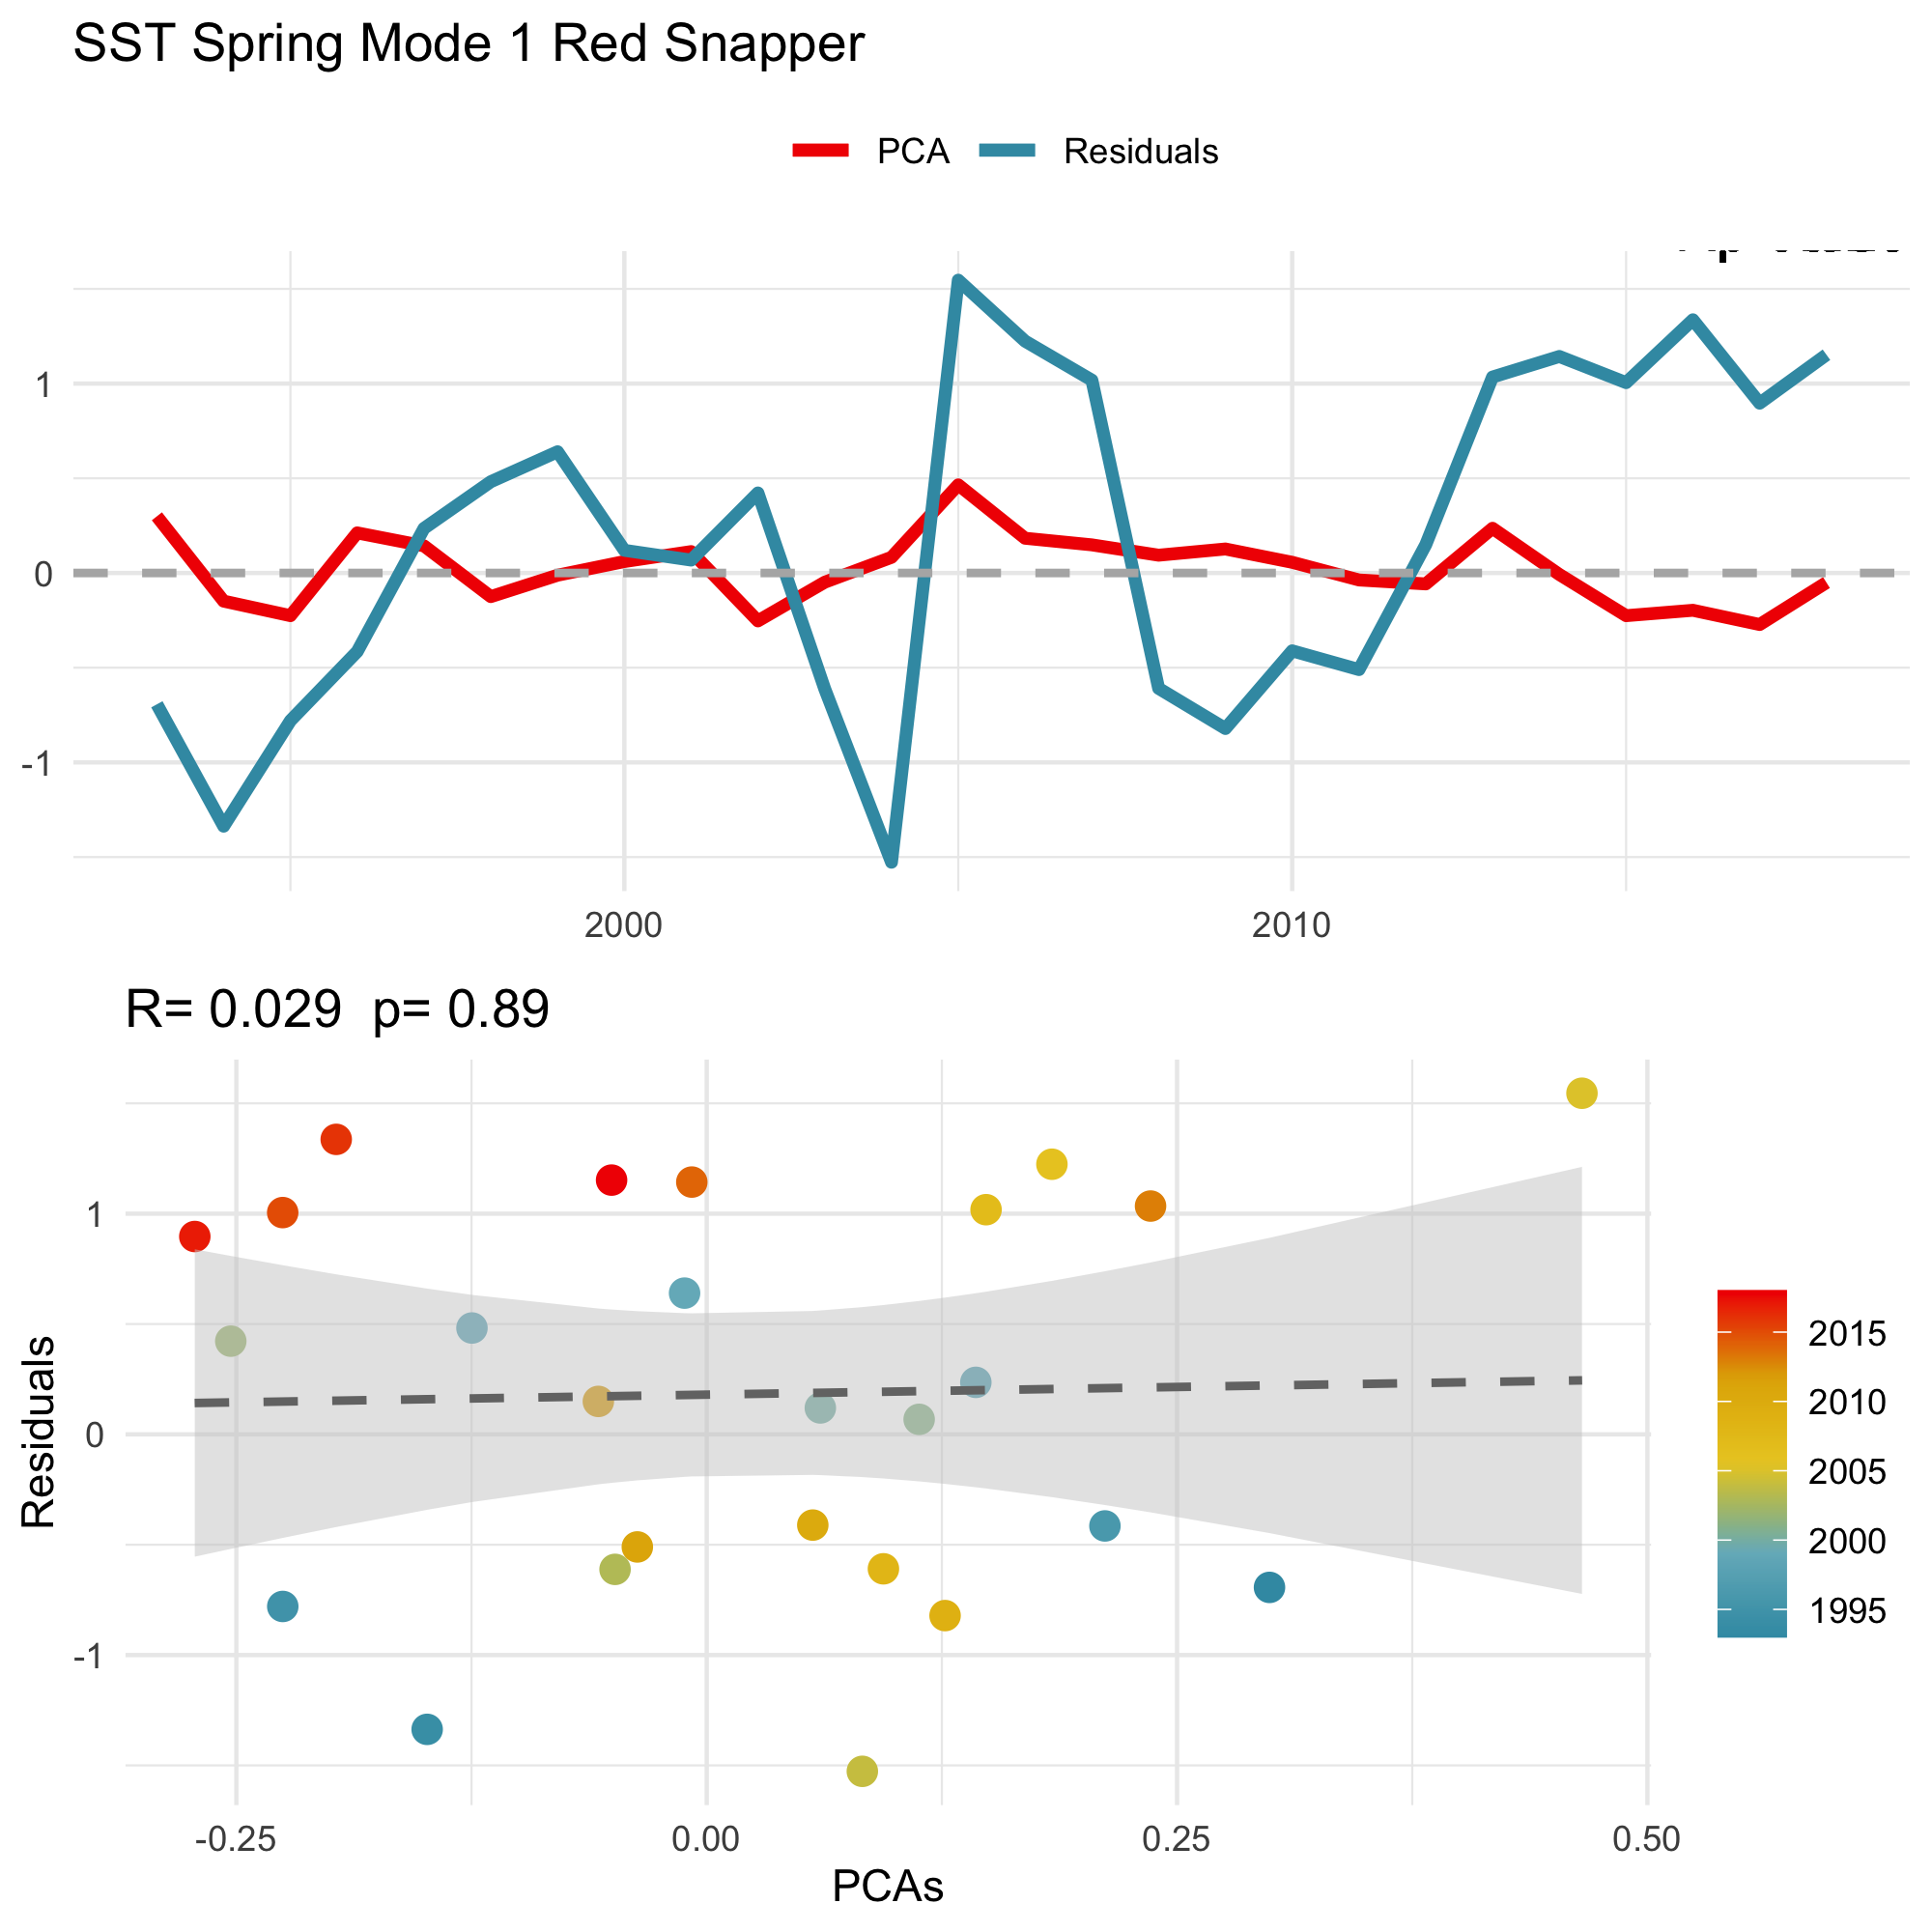 SST Spring Mode 1 Red Snapper
PCA Residuals
1
0
-1
2000 2010
R= 0.029 p= 0.89
Residuals
1
0
-1
-0.25 0.00 0.25 0.50
PCAs
2015
2010
2005
2000
1995